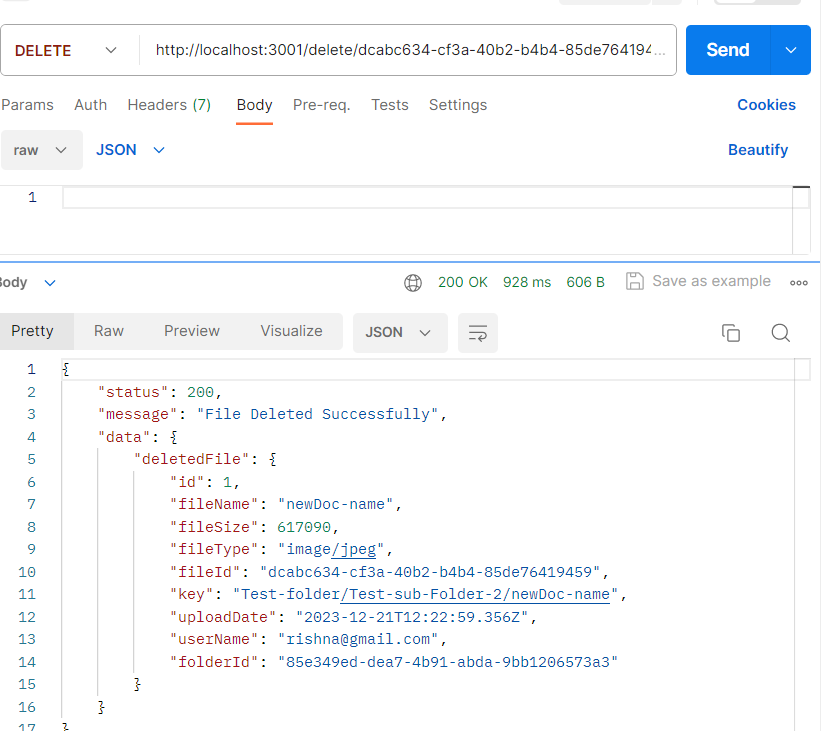 DELETE http://localhost:3001/delete/dcabc634-cf3a-40b2-b4b4-85de764194... Send
Params Auth Headers (7) Body Pre-req. Tests Settings Cookies
raw JSON Beautify
1
Body 200 OK 928 ms 606 B Save as example
Pretty Raw Preview Visualize JSON
1 {
2 "status": 200,
3 "message": "File Deleted Successfully",
4 "data": {
5 "deletedFile": {
6 "id": 1,
7 "fileName": "newDoc-name",
8 "fileSize": 617090,
9 "fileType": "image/jpeg",
10 "fileId": "dcabc634-cf3a-40b2-b4b4-85de76419459",
11 "key": "Test-folder/Test-sub-Folder-2/newDoc-name",
12 "uploadDate": "2023-12-21T12:22:59.356Z",
13 "userName": "rishna@gmail.com",
14 "folderId": "85e349ed-dea7-4b91-abda-9bb1206573a3"
15 }
16 }
17 }